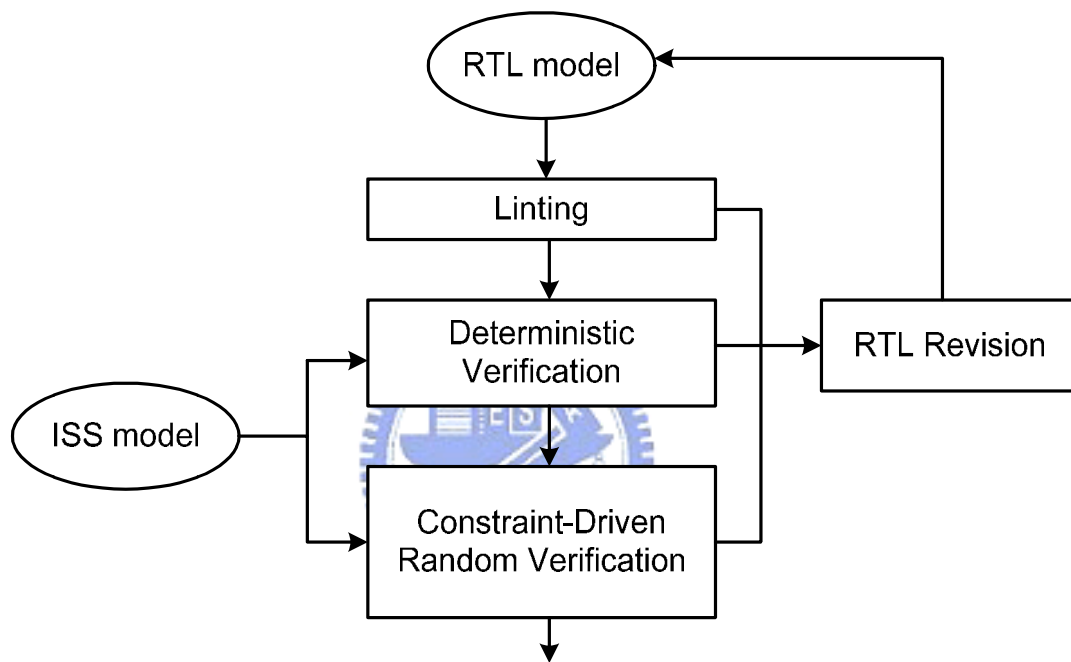 RTL model
Linting
Deterministic
Verification
RTL Revision
ISS model
Constraint-Driven
Random Verification